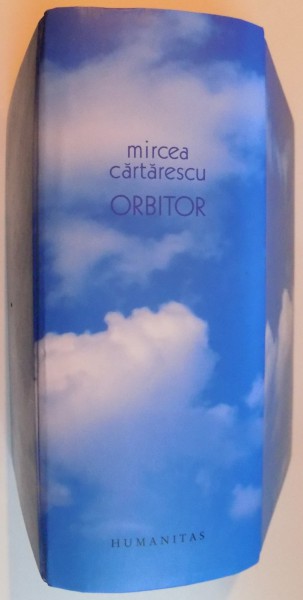 mircea
cărtărescu
ORBITOR
HUMANITAS